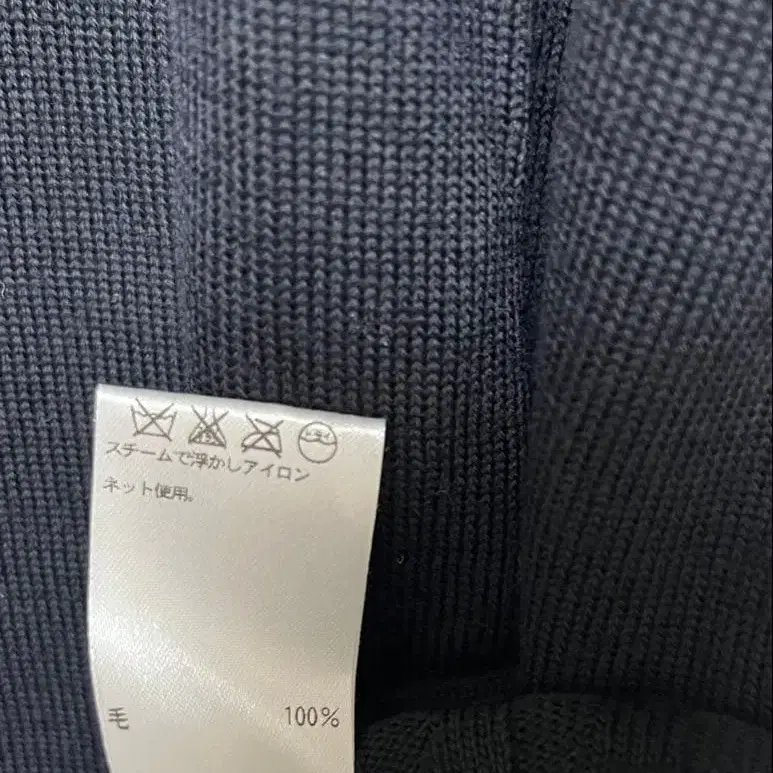 スチームで浮かしアイロン
ネット使用。
毛 100%